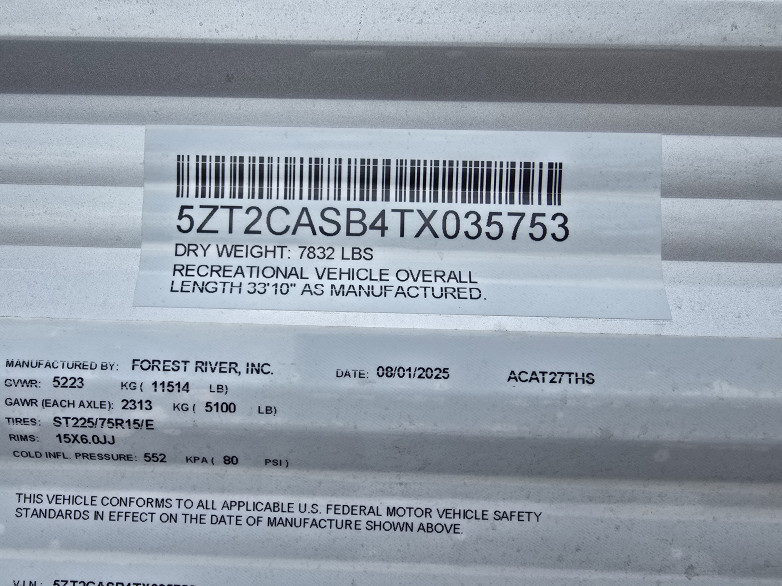 5ZT2CASB4TX035753
DRY WEIGHT: 7832 LBS
RECREATIONAL VEHICLE OVERALL
LENGTH 33'10" AS MANUFACTURED.
MANUFACTURED BY: FOREST RIVER, INC. DATE: 08/01/2025 ACAT27THS
GVWR: 5223 KG ( 11514 LB)
GAWR (EACH AXLE): 2313 KG ( 5100 LB)
TIRES: ST225/75R15/E
RIMS: 15X6.0JJ
COLD INFL. PRESSURE: 552 KPA ( 80 PSI )
THIS VEHICLE CONFORMS TO ALL APPLICABLE U.S. FEDERAL MOTOR VEHICLE SAFETY
STANDARDS IN EFFECT ON THE DATE OF MANUFACTURE SHOWN ABOVE.
V.I.N.: 5ZT2CASB4TX035753